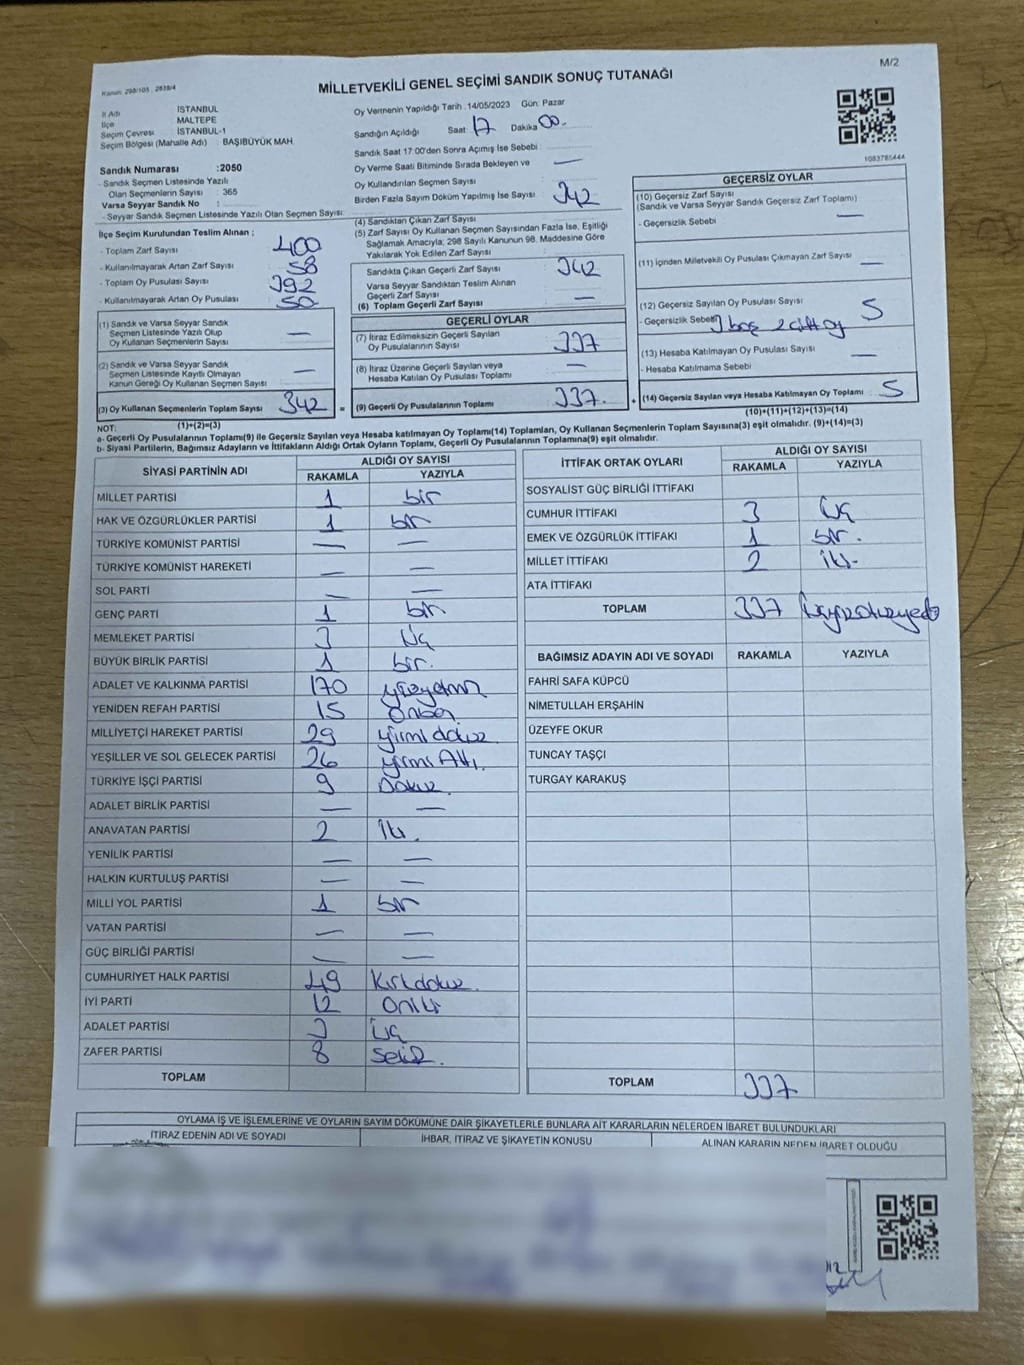 M/2
Kanun: 298/105 , 2839/4
MİLLETVEKİLİ GENEL SEÇİMİ SANDIK SONUÇ TUTANAĞI
İl Adı : İSTANBUL
İlçe : MALTEPE
Seçim Çevresi : İSTANBUL-1
Seçim Bölgesi (Mahalle Adı) : BAŞIBÜYÜK MAH.
Sandık Numarası :2050
- Sandık Seçmen Listesinde Yazılı
Olan Seçmenlerin Sayısı : 365
Varsa Seyyar Sandık No :
- Seyyar Sandık Seçmen Listesinde Yazılı Olan Seçmen Sayısı:
İlçe Seçim Kurulundan Teslim Alınan ;
- Toplam Zarf Sayısı 400
- Kullanılmayarak Artan Zarf Sayısı 58
- Toplam Oy Pusulası Sayısı 392
- Kullanılmayarak Artan Oy Pusulası 50
(1) Sandık ve Varsa Seyyar Sandık
Seçmen Listesinde Yazılı Olup
Oy Kullanan Seçmenlerin Sayısı —
(2) Sandık ve Varsa Seyyar Sandık
Seçmen Listesinde Kayıtlı Olmayan
Kanun Gereği Oy Kullanan Seçmen Sayısı —
(3) Oy Kullanan Seçmenlerin Toplam Sayısı 342
(1)+(2)=(3)
Oy Vermenin Yapıldığı Tarih : 14/05/2023 Gün: Pazar
Sandığın Açıldığı Saat: 17 Dakika: 00.
Sandık Saat 17:00'den Sonra Açımış İse Sebebi :
Oy Verme Saati Bitiminde Sırada Bekleyen ve
Oy Kullandırılan Seçmen Sayısı —
Birden Fazla Sayım Döküm Yapılmış İse Sayısı :
(4) Sandıktan Çıkan Zarf Sayısı 342
(5) Zarf Sayısı Oy Kullanan Seçmen Sayısından Fazla İse, Eşitliği
Sağlamak Amacıyla; 298 Sayılı Kanunun 98. Maddesine Göre
Yakılarak Yok Edilen Zarf Sayısı :
Sandıkta Çıkan Geçerli Zarf Sayısı 342
Varsa Seyyar Sandıktan Teslim Alınan
Geçerli Zarf Sayısı
(6) Toplam Geçerli Zarf Sayısı —
GEÇERLİ OYLAR
(7) İtiraz Edilmeksizin Geçerli Sayılan
Oy Pusulalarının Sayısı 337
(8) İtiraz Üzerine Geçerli Sayılan veya
Hesaba Katılan Oy Pusulası Toplamı —
= (9) Geçerli Oy Pusulalarının Toplamı 337.
1083785444
GEÇERSİZ OYLAR
(10) Geçersiz Zarf Sayısı
(Sandık ve Varsa Seyyar Sandık Geçersiz Zarf Toplamı)
- Geçersizlik Sebebi —
(11) İçinden Milletvekili Oy Pusulası Çıkmayan Zarf Sayısı —
(12) Geçersiz Sayılan Oy Pusulası Sayısı 5
- Geçersizlik Sebebi 3 boş 2 çift oy
(13) Hesaba Katılmayan Oy Pusulası Sayısı —
- Hesaba Katılmama Sebebi
+ (14) Geçersiz Sayılan veya Hesaba Katılmayan Oy Toplamı 5
(10)+(11)+(12)+(13)=(14)
NOT:
a- Geçerli Oy Pusulalarının Toplamı(9) ile Geçersiz Sayılan veya Hesaba katılmayan Oy Toplamı(14) Toplamları, Oy Kullanan Seçmenlerin Toplam Sayısına(3) eşit olmalıdır. (9)+(14)=(3)
b- Siyasi Partilerin, Bağımsız Adayların ve İttifakların Aldığı Ortak Oyların Toplamı, Geçerli Oy Pusulalarının Toplamına(9) eşit olmalıdır.
SİYASİ PARTİNİN ADI ALDIĞI OY SAYISI
RAKAMLA YAZIYLA
MİLLET PARTİSİ 1 bir
HAK VE ÖZGÜRLÜKLER PARTİSİ 1 bir
TÜRKİYE KOMÜNİST PARTİSİ — —
TÜRKİYE KOMÜNİST HAREKETİ — —
SOL PARTİ — —
GENÇ PARTİ 1 bir
MEMLEKET PARTİSİ 3 üç
BÜYÜK BİRLİK PARTİSİ 1 bir.
ADALET VE KALKINMA PARTİSİ 170 yüzyetmiş
YENİDEN REFAH PARTİSİ 15 onbeş
MİLLİYETÇİ HAREKET PARTİSİ 29 yirmi dokuz
YEŞİLLER VE SOL GELECEK PARTİSİ 26 yirmi Altı.
TÜRKİYE İŞÇİ PARTİSİ 9 Dokuz.
ADALET BİRLİK PARTİSİ — —
ANAVATAN PARTİSİ 2 İki.
YENİLİK PARTİSİ — —
HALKIN KURTULUŞ PARTİSİ — —
MİLLİ YOL PARTİSİ 1 bir
VATAN PARTİSİ — —
GÜÇ BİRLİĞİ PARTİSİ — —
CUMHURİYET HALK PARTİSİ 49 Kırkdokuz.
İYİ PARTİ 12 oniki
ADALET PARTİSİ 3 üç
ZAFER PARTİSİ 8 Sekiz.
TOPLAM
İTTİFAK ORTAK OYLARI ALDIĞI OY SAYISI
RAKAMLA YAZIYLA
SOSYALİST GÜÇ BİRLİĞİ İTTİFAKI
CUMHUR İTTİFAKI 3 üç
EMEK VE ÖZGÜRLÜK İTTİFAKI 1 bir.
MİLLET İTTİFAKI 2 iki.
ATA İTTİFAKI
TOPLAM 337
BAĞIMSIZ ADAYIN ADI VE SOYADI RAKAMLA YAZIYLA
FAHRİ SAFA KÜPCÜ
NİMETULLAH ERŞAHİN
ÜZEYFE OKUR
TUNCAY TAŞÇI
TURGAY KARAKUŞ
TOPLAM 337
OYLAMA İŞ VE İŞLEMLERİNE VE OYLARIN SAYIM DÖKÜMÜNE DAİR ŞİKAYETLERLE BUNLARA AİT KARARLARIN NELERDEN İBARET BULUNDUKLARI
İTİRAZ EDENİN ADI VE SOYADI İHBAR, İTİRAZ VE ŞİKAYETİN KONUSU ALINAN KARARIN NEDEN İBARET OLDUĞU